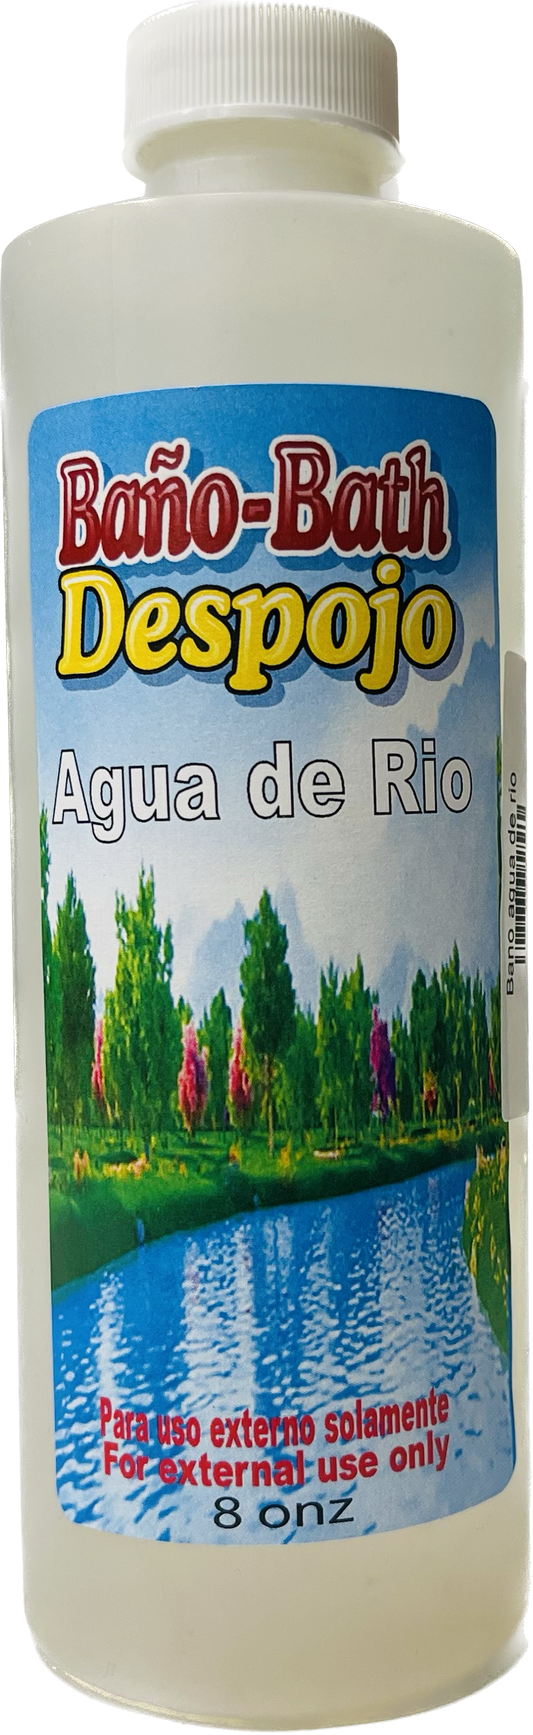 Baño-Bath
Despojo
Agua de Rio
Bano agua de rio
Para uso externo solamente
For external use only
8 onz